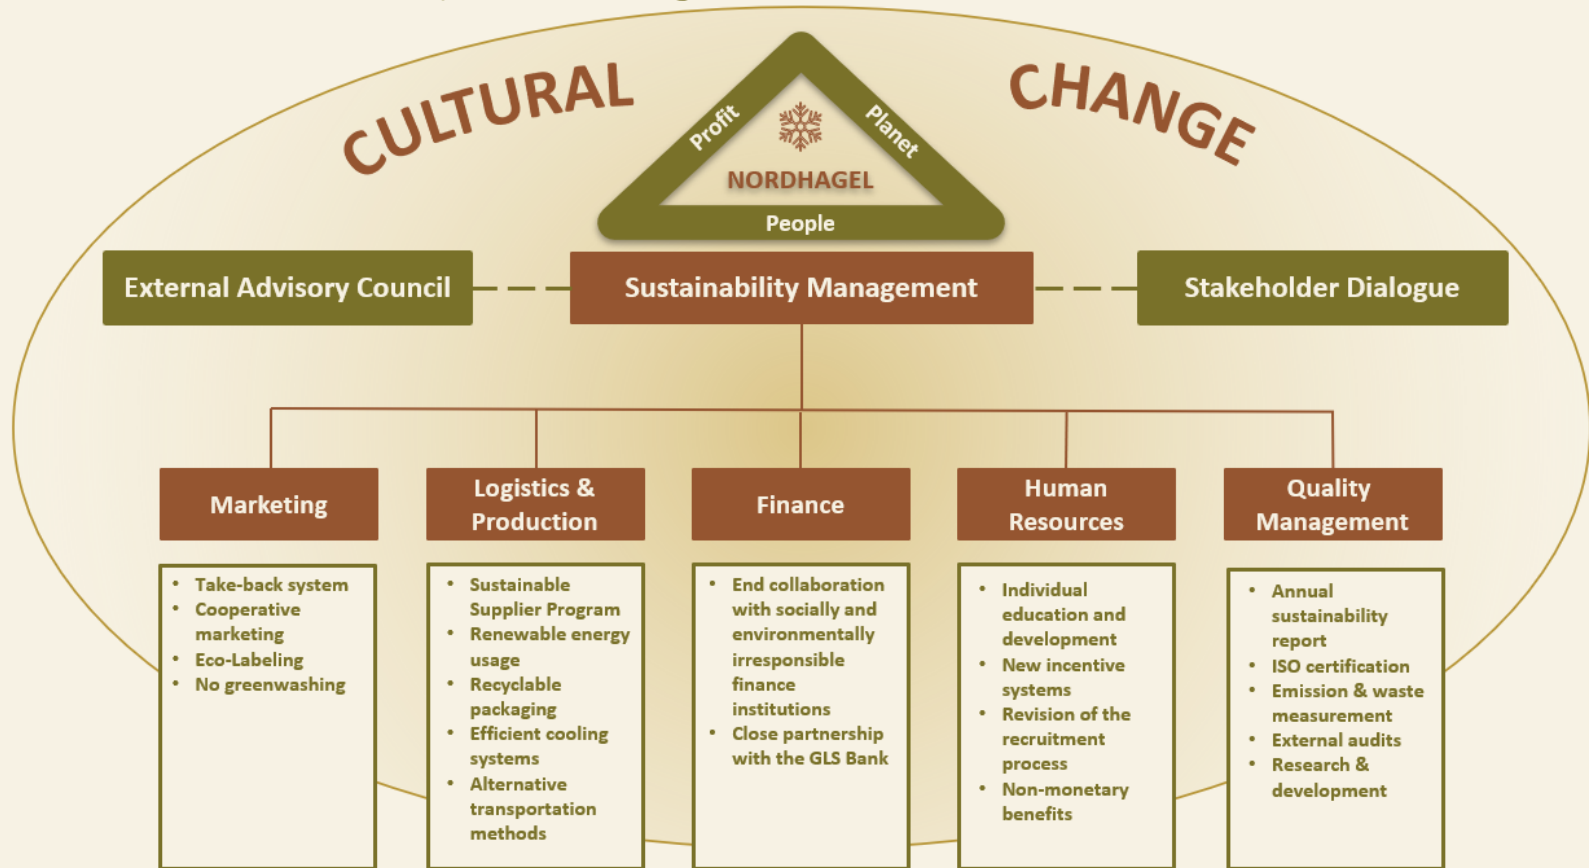 CULTURAL CHANGE
Profit
Planet
NORDHAGEL
People
External Advisory Council
Sustainability Management
Stakeholder Dialogue
Marketing
Logistics &
Production
Finance
Human
Resources
Quality
Management
• Take-back system
• Cooperative
marketing
• Eco-Labeling
• No greenwashing
• Sustainable
Supplier Program
• Renewable energy
usage
• Recyclable
packaging
• Efficient cooling
systems
• Alternative
transportation
methods
• End collaboration
with socially and
environmentally
irresponsible
finance
institutions
• Close partnership
with the GLS Bank
• Individual
education and
development
• New incentive
systems
• Revision of the
recruitment
process
• Non-monetary
benefits
• Annual
sustainability
report
• ISO certification
• Emission & waste
measurement
• External audits
• Research &
development